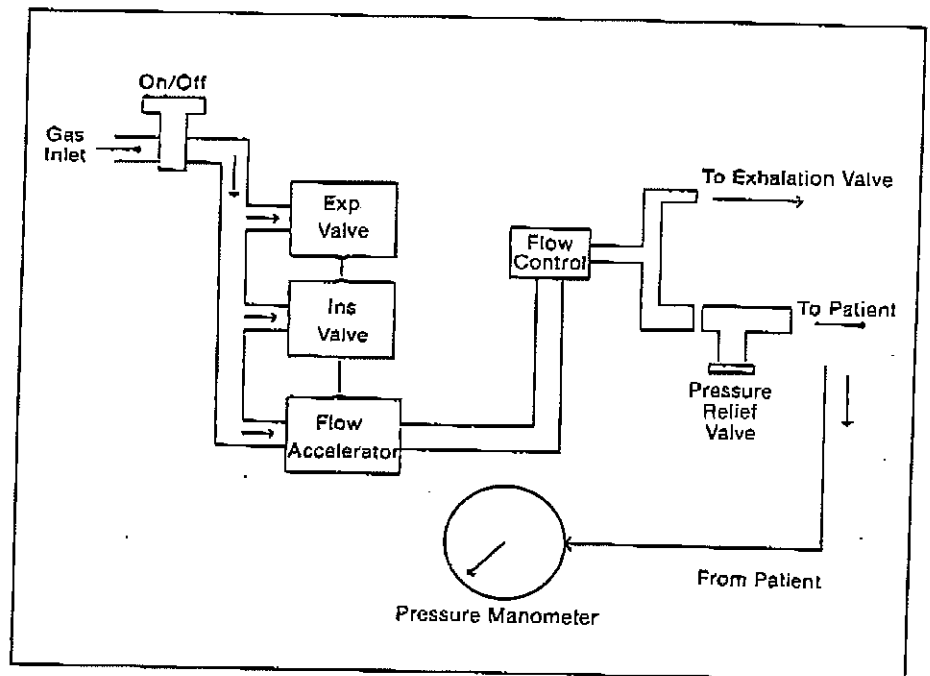 On/Off
Gas
Inlet
Exp
Valve
Ins
Valve
Flow
Accelerator
Flow
Control
To Exhalation Valve
To Patient
Pressure
Relief
Valve
From Patient
Pressure Manometer